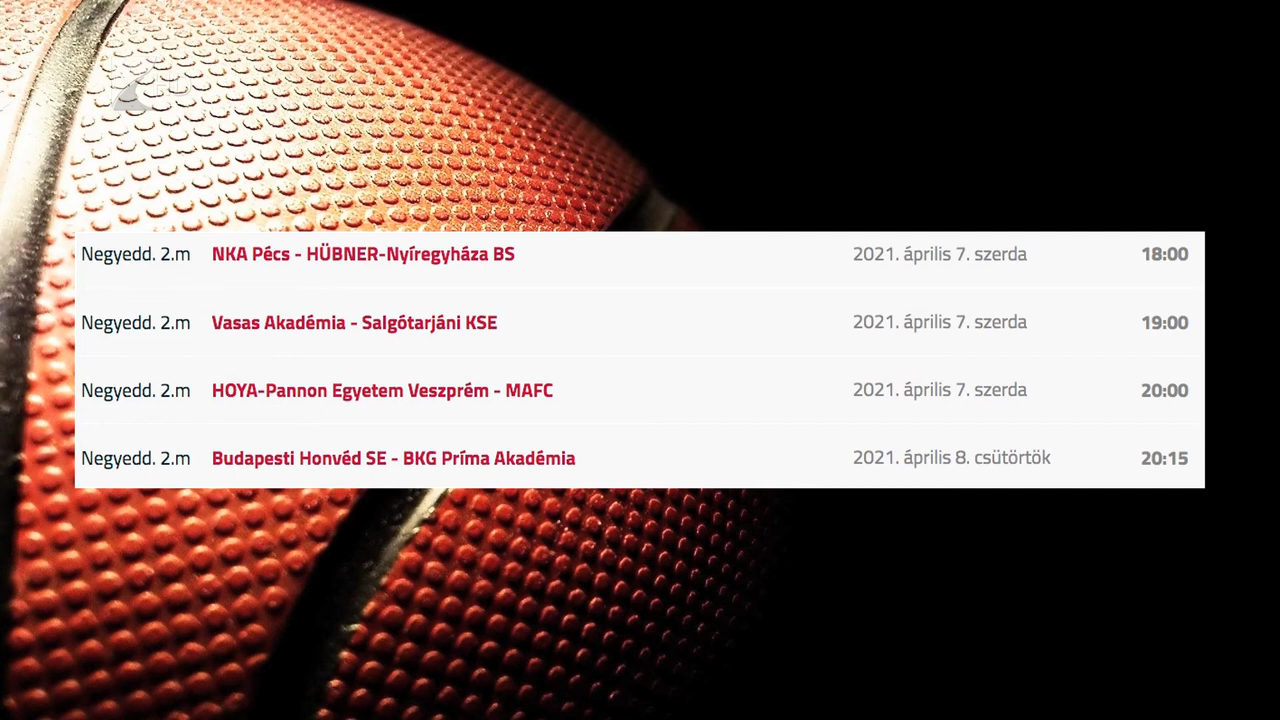 HD
Negyedd. 2.m NKA Pécs - HÜBNER-Nyíregyháza BS 2021. április 7. szerda 18:00
Negyedd. 2.m Vasas Akadémia - Salgótarjáni KSE 2021. április 7. szerda 19:00
Negyedd. 2.m HOYA-Pannon Egyetem Veszprém - MAFC 2021. április 7. szerda 20:00
Negyedd. 2.m Budapesti Honvéd SE - BKG Príma Akadémia 2021. április 8. csütörtök 20:15